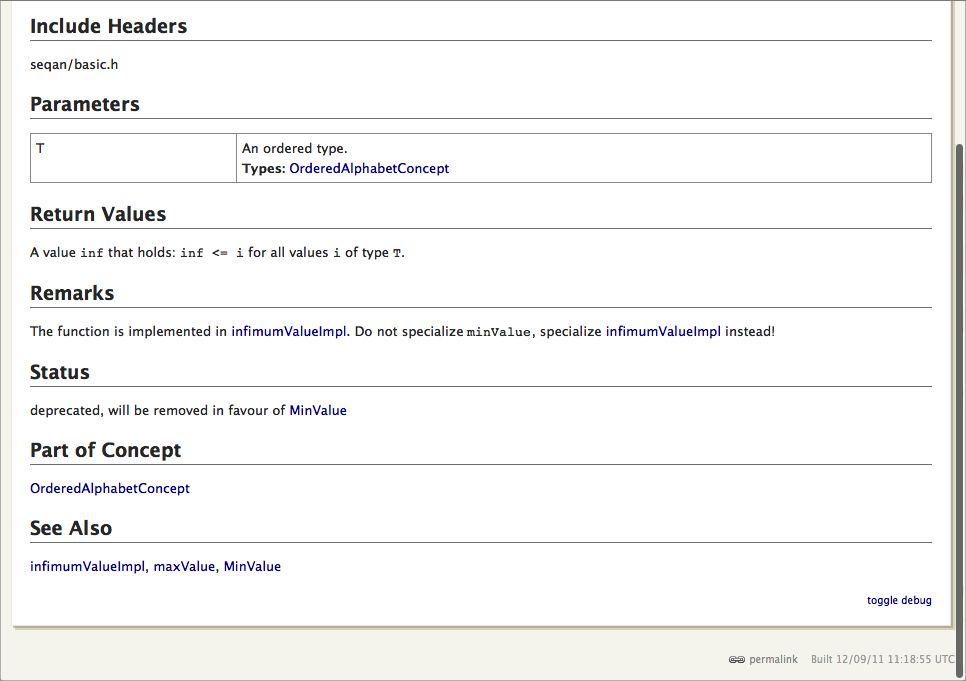 Include Headers
seqan/basic.h
Parameters
T
An ordered type.
Types: OrderedAlphabetConcept
Return Values
A value inf that holds: inf <= i for all values i of type T.
Remarks
The function is implemented in infimumValueImpl. Do not specialize minValue, specialize infimumValueImpl instead!
Status
deprecated, will be removed in favour of MinValue
Part of Concept
OrderedAlphabetConcept
See Also
infimumValueImpl, maxValue, MinValue
toggle debug
permalink Built 12/09/11 11:18:55 UTC